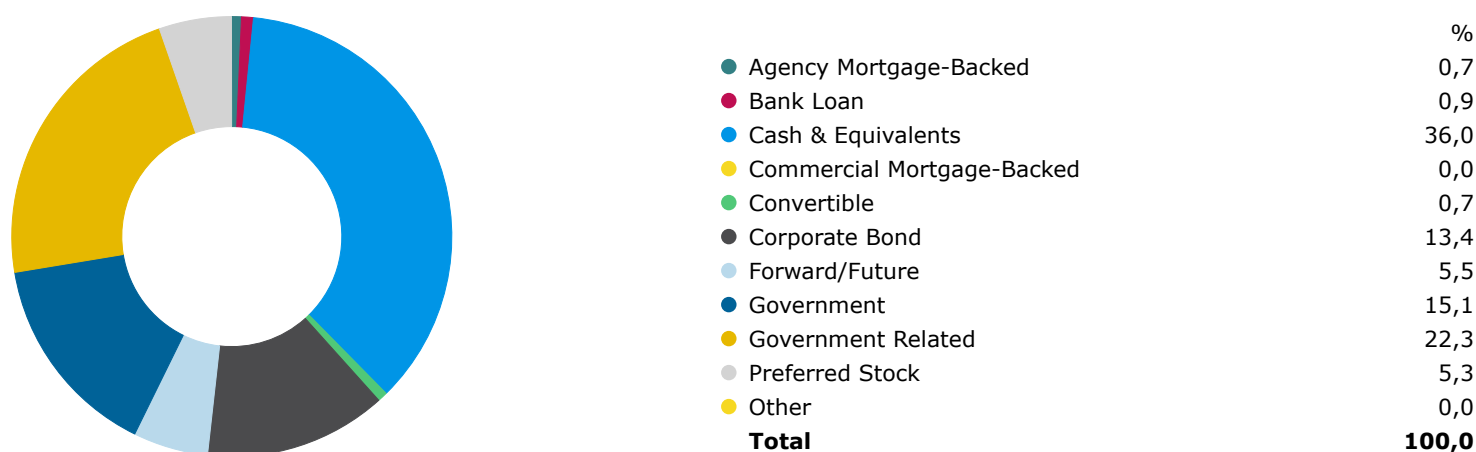 %
Agency Mortgage-Backed 0,7
Bank Loan 0,9
Cash & Equivalents 36,0
Commercial Mortgage-Backed 0,0
Convertible 0,7
Corporate Bond 13,4
Forward/Future 5,5
Government 15,1
Government Related 22,3
Preferred Stock 5,3
Other 0,0
Total 100,0